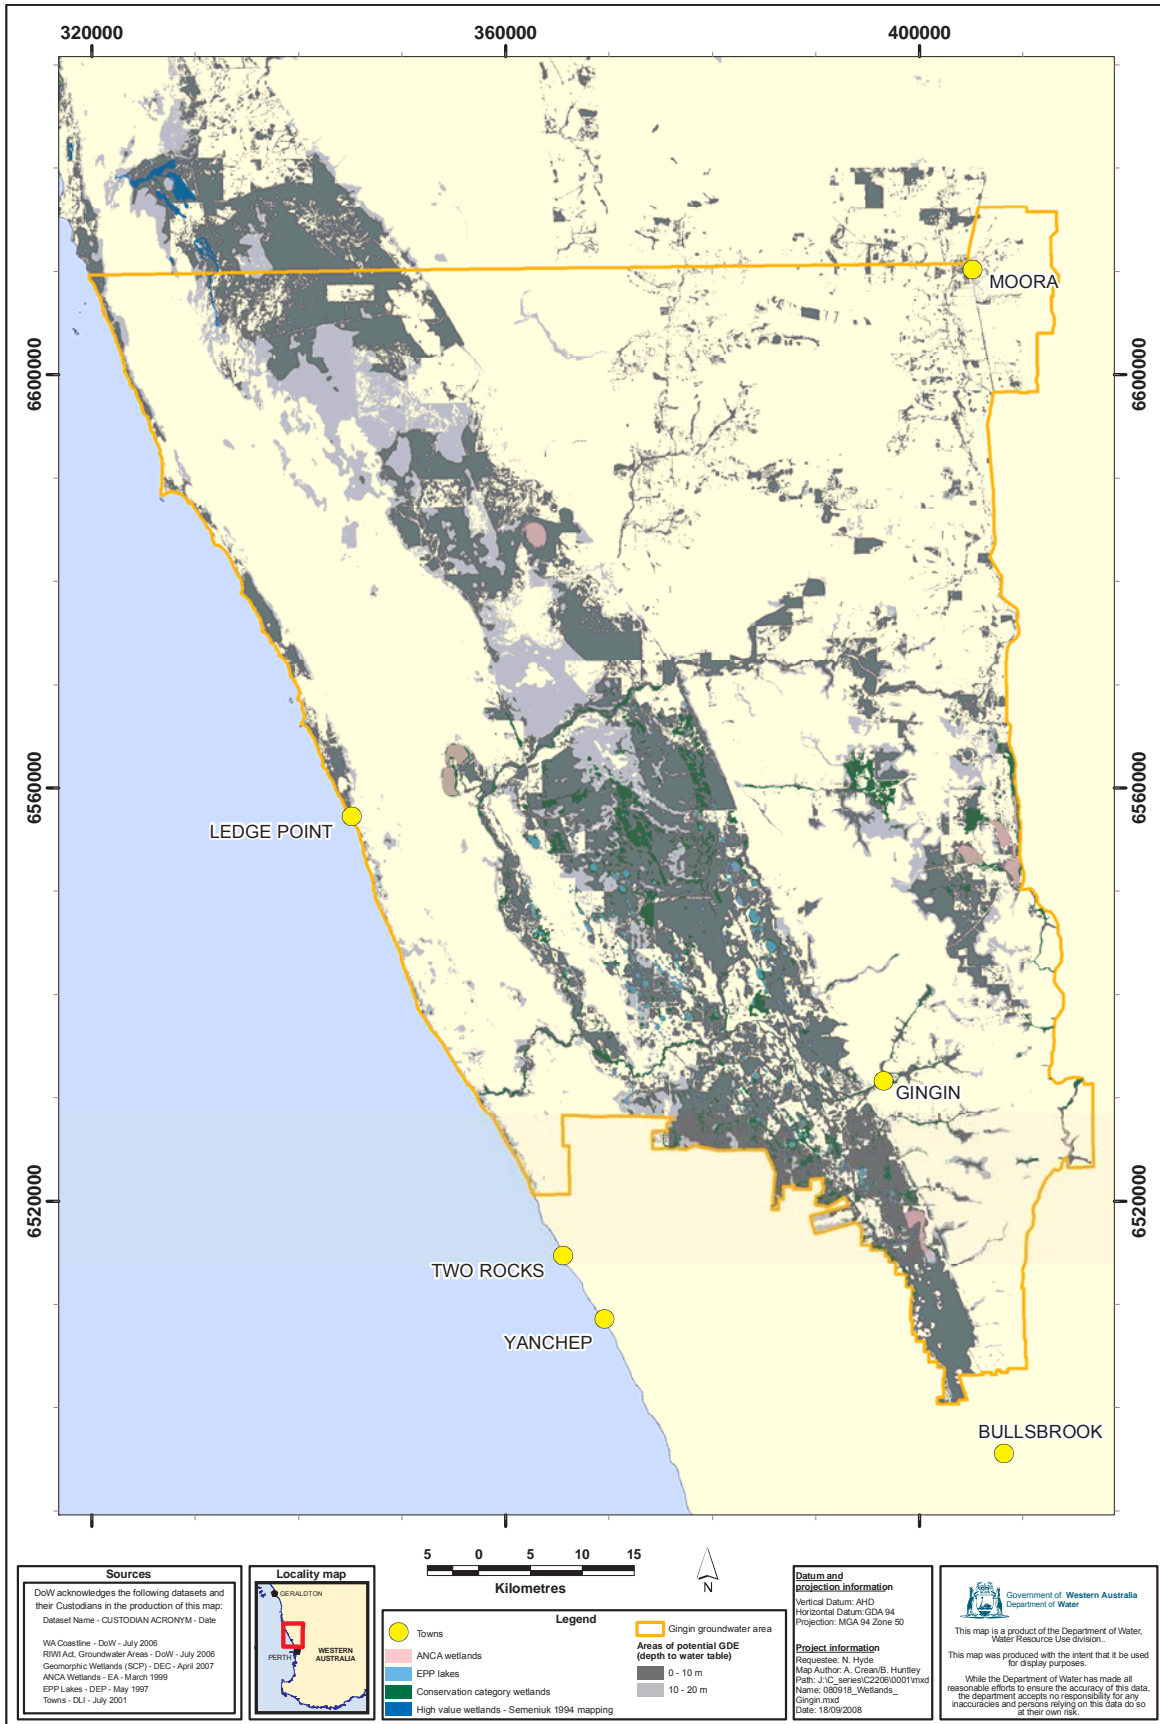 320000
360000
400000
6600000
6600000
6560000
6560000
6520000
6520000
MOORA
LEDGE POINT
GINGIN
TWO ROCKS
YANCHEP
BULLSBROOK
Sources
DoW acknowledges the following datasets and
their Custodians in the production of this map:
Dataset Name - CUSTODIAN ACRONYM - Date
WA Coastline - DoW - July 2006
RIWI Act, Groundwater Areas - DoW - July 2006
Geomorphic Wetlands (SCP) - DEC - April 2007
ANCA Wetlands - EA - March 1999
EPP Lakes - DEP - May 1997
Towns - DLI - July 2001
Locality map
GERALDTON
PERTH
WESTERN
AUSTRALIA
5 0 5 10 15
Kilometres
N
Legend
Towns
ANCA wetlands
EPP lakes
Conservation category wetlands
High value wetlands - Semeniuk 1994 mapping
Gingin groundwater area
Areas of potential GDE
(depth to water table)
0 - 10 m
10 - 20 m
Datum and
projection information
Vertical Datum: AHD
Horizontal Datum:GDA 94
Projection: MGA 94 Zone 50
Project information
Requestee: N. Hyde
Map Author: A. Crean/B. Huntley
Path: J:\C_series\C2206\0001\mxd
Name: 080918_Wetlands_
Gingin.mxd
Date: 18/09/2008
Government of Western Australia
Department of Water
This map is a product of the Department of Water,
Water Resource Use division..
This map was produced with the intent that it be used
for display purposes.
While the Department of Water has made all
reasonable efforts to ensure the accuracy of this data,
the department accepts no responsibility for any
inaccuracies and persons relying on this data do so
at their own risk.